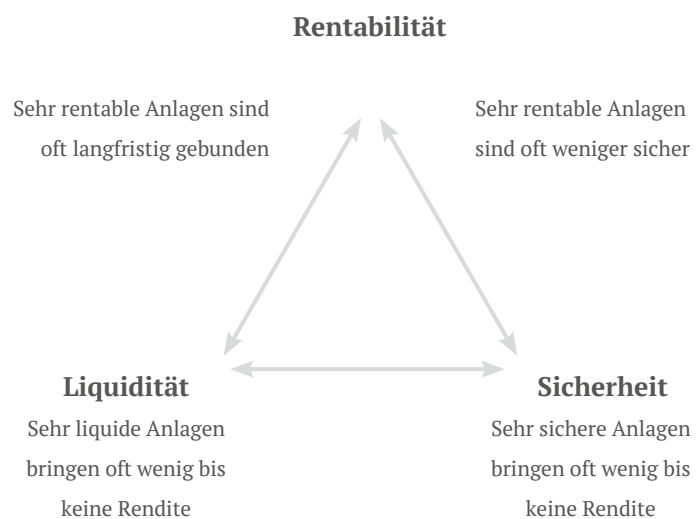 Rentabilität
Sehr rentable Anlagen sind
oft langfristig gebunden
Sehr rentable Anlagen
sind oft weniger sicher
Liquidität
Sehr liquide Anlagen
bringen oft wenig bis
keine Rendite
Sicherheit
Sehr sichere Anlagen
bringen oft wenig bis
keine Rendite